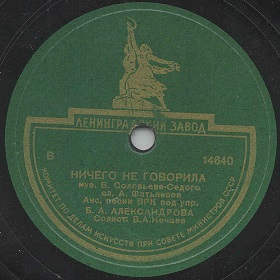 ЛЕНИНГРАДСКИЙ ЗАВОД
В 14640
НИЧЕГО НЕ ГОВОРИЛА
муз. В. Соловьева-Седого
сл. А. Фатьянова
Анс. песни ВРК под упр.
Б. А. АЛЕКСАНДРОВА
Солист: В. А. Нечаев
КОМИТЕТ ПО ДЕЛАМ ИСКУССТВ ПРИ СОВЕТЕ МИНИСТРОВ СССР